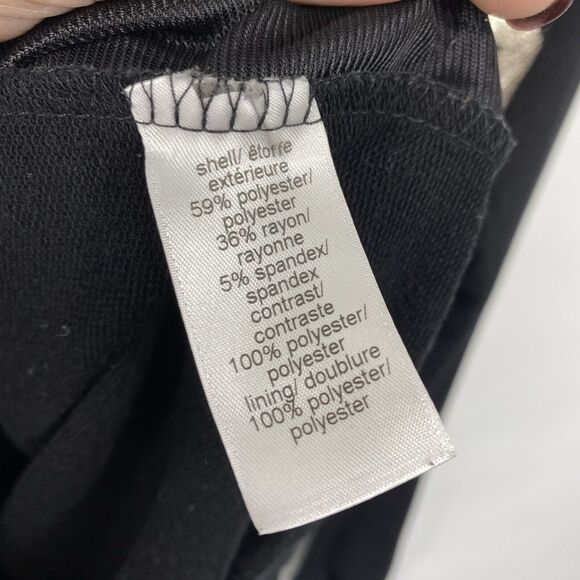 shell/ étoffe
extérieure
59% polyester/
polyester
36% rayon/
rayonne
5% spandex/
spandex
contrast/
contraste
100% polyester/
polyester
lining/ doublure
100% polyester/
polyester